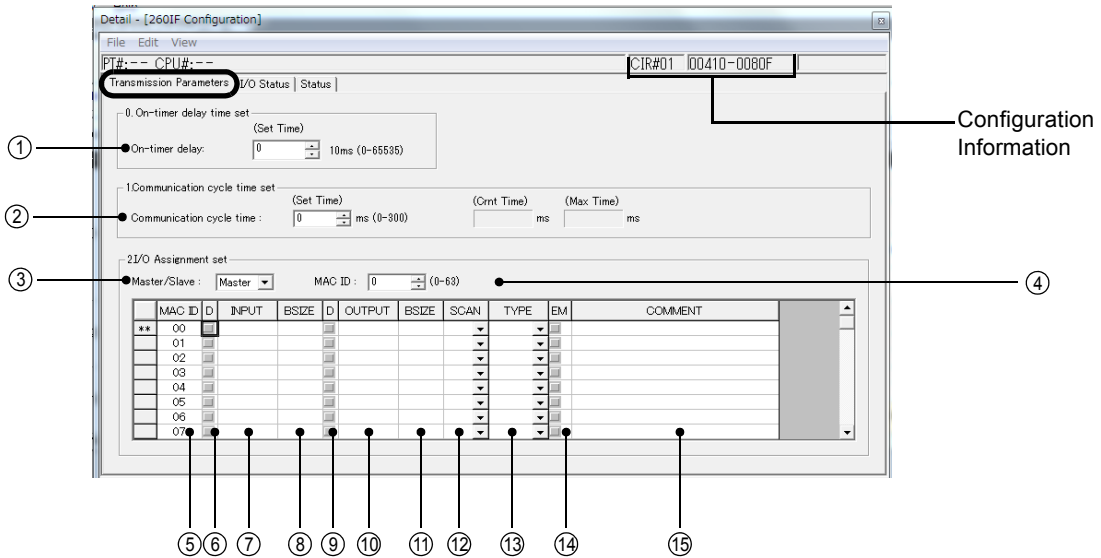 Detail - [260IF Configuration]
File Edit View
PT#:-- CPU#:-- CIR#01 00410-0080F
Transmission Parameters I/O Status Status
Configuration
Information
0. On-timer delay time set
(Set Time)
① On-timer delay: 0 10ms (0-65535)
1.Communication cycle time set
(Set Time) (Crnt Time) (Max Time)
② Communication cycle time : 0 ms (0-300) ms ms
2.I/O Assignment set
③ Master/Slave : Master MAC ID : 0 (0-63) ④
MAC ID D INPUT BSIZE D OUTPUT BSIZE SCAN TYPE EM COMMENT
** 00
01
02
03
04
05
06
07
⑤ ⑥ ⑦ ⑧ ⑨ ⑩ ⑪ ⑫ ⑬ ⑭ ⑮